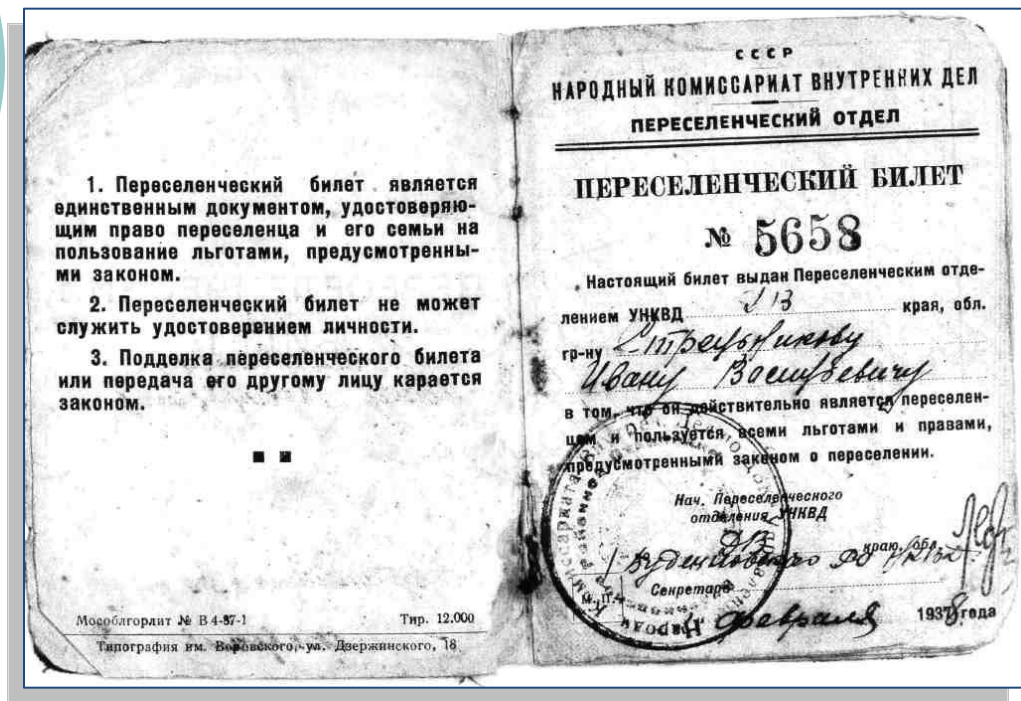 1. Переселенческий билет является
единственным документом, удостоверяю-
щим право переселенца и его семьи на
пользование льготами, предусмотренны-
ми законом.
2. Переселенческий билет не может
служить удостоверением личности.
3. Подделка переселенческого билета
или передача его другому лицу карается
законом.
Мособлгорлит № В 4-87-1 Тир. 12.000
Типография им. Воровского, ул. Дзержинского, 18
СССР
НАРОДНЫЙ КОМИССАРИАТ ВНУТРЕННИХ ДЕЛ
ПЕРЕСЕЛЕНЧЕСКИЙ ОТДЕЛ
ПЕРЕСЕЛЕНЧЕСКИЙ БИЛЕТ
№ 5658
Настоящий билет выдан Переселенческим отде-
лением УНКВД края, обл.
гр-ну Стрельникову
Ивану Васильевичу
в том, что он действительно является переселен-
цем и пользуется всеми льготами и правами,
предусмотренными законом о переселении.
Нач. Переселенческого
отделения УНКВД
краю, обл.
Буденновского РО НКВД
Секретарь
февраля 1938 года